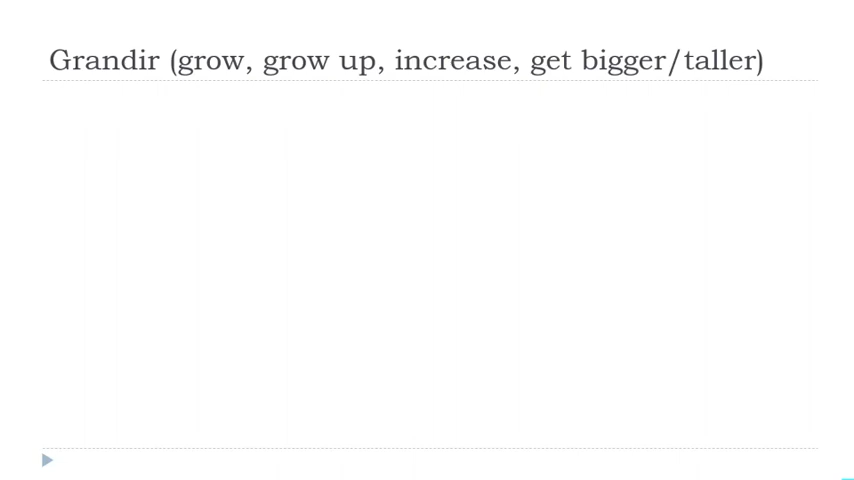 Grandir (grow, grow up, increase, get bigger/taller)